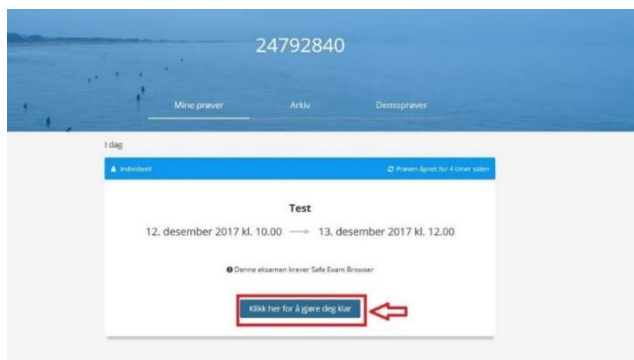 24792840
Mine prøver Arkiv Demoprøver
I dag
Individuell Prøven åpnet for 4 timer siden
Test
12. desember 2017 kl. 10.00 → 13. desember 2017 kl. 12.00
Denne eksamen krever Safe Exam Browser
Klikk her for å gjøre deg klar